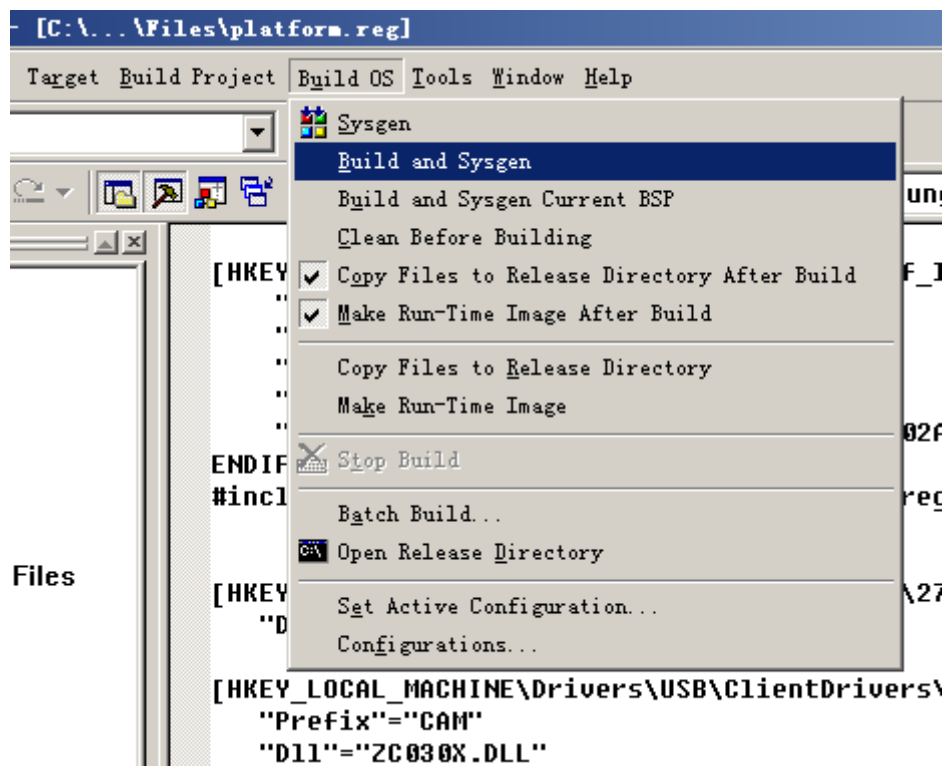 - [C:\...\Files\platform.reg]
Target Build Project Build OS Tools Window Help
Sysgen
Build and Sysgen
Build and Sysgen Current BSP
Clean Before Building
Copy Files to Release Directory After Build
Make Run-Time Image After Build
Copy Files to Release Directory
Make Run-Time Image
Stop Build
Batch Build...
Open Release Directory
Set Active Configuration...
Configurations...
Files
[HKEY
"
"
"
"
"
ENDIF
#incl
[HKEY
"D
[HKEY_LOCAL_MACHINE\Drivers\USB\ClientDrivers\
"Prefix"="CAM"
"Dll"="ZC030X.DLL"